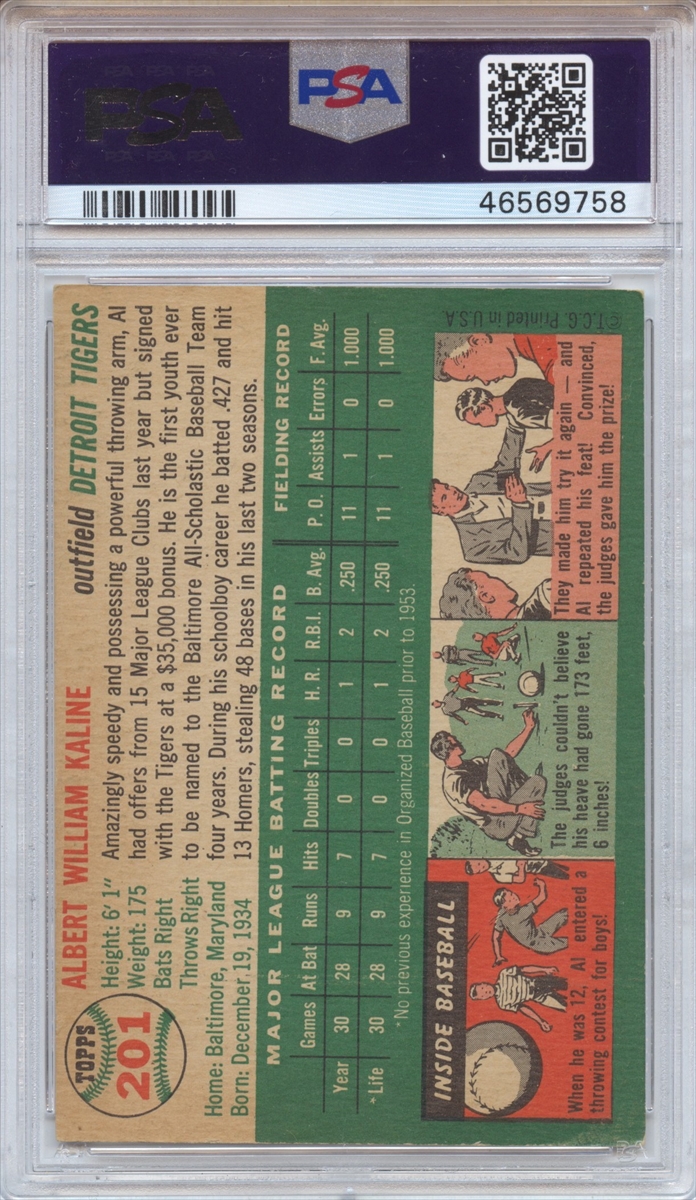 PSA
PSA PSA PSA
PSA
PSA PSA PSA
46569758
TOPPS
201
ALBERT WILLIAM KALINE outfield DETROIT TIGERS
Height: 6' 1"
Weight: 175
Bats Right
Throws Right
Home: Baltimore, Maryland
Born: December 19, 1934
Amazingly speedy and possessing a powerful throwing arm, Al
had offers from 15 Major League Clubs last year but signed
with the Tigers at a $35,000 bonus. He is the first youth ever
to be named to the Baltimore All-Scholastic Baseball Team
four years. During his schoolboy career he batted .427 and hit
13 Homers, stealing 48 bases in his last two seasons.
MAJOR LEAGUE BATTING RECORD FIELDING RECORD
Games At Bat Runs Hits Doubles Triples H. R. R.B.I. B. Avg. P. O. Assists Errors F. Avg.
Year 30 28 9 7 0 0 1 2 .250 11 1 0 1.000
*Life 30 28 9 7 0 0 1 2 .250 11 1 0 1.000
*No previous experience in Organized Baseball prior to 1953.
INSIDE BASEBALL
When he was 12, Al entered a
throwing contest for boys!
The judges couldn't believe
his heave had gone 173 feet,
6 inches!
They made him try it again — and
Al repeated his feat! Convinced,
the judges gave him the prize!
©T.C.G. Printed in U.S.A